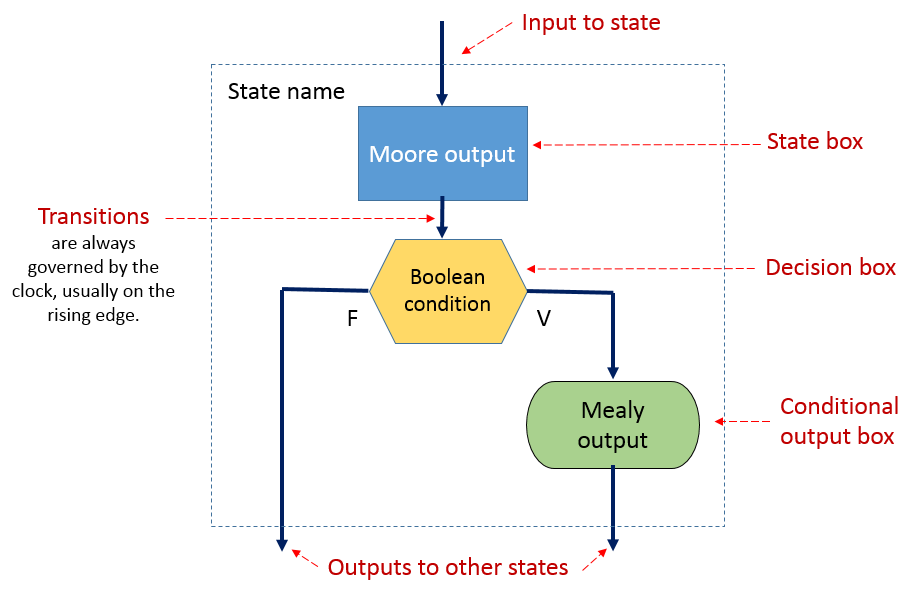 Input to state
State name
Moore output
State box
Transitions
are always
governed by the
clock, usually on the
rising edge.
Boolean
condition
Decision box
F
V
Mealy
output
Conditional
output box
Outputs to other states